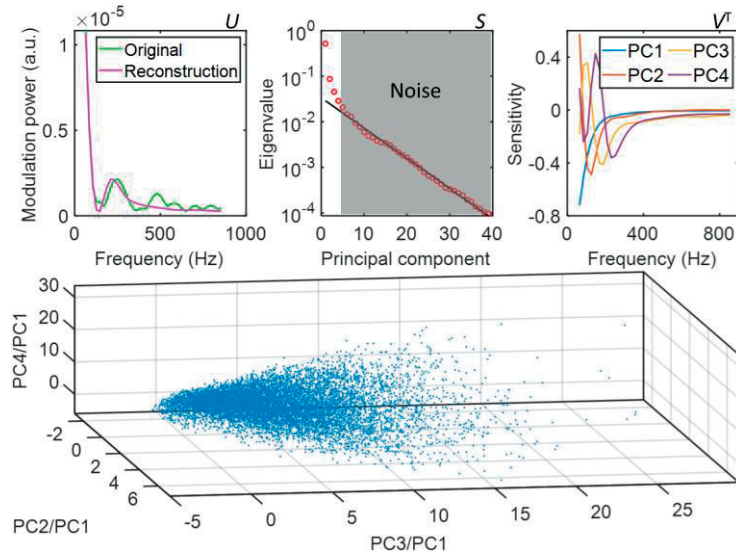 ×10⁻⁵
U
S
Vᵀ
Modulation power (a.u.)
1
0.5
0
Original
Reconstruction
0
500
1000
Frequency (Hz)
Eigenvalue
10⁰
10⁻¹
10⁻²
10⁻³
10⁻⁴
Noise
0
10
20
30
40
Principal component
Sensitivity
0.4
0
-0.4
-0.8
PC1
PC3
PC2
PC4
0
400
800
Frequency (Hz)
PC4/PC1
30
20
10
0
-2
0
2
4
6
PC2/PC1
-5
0
5
10
15
20
25
PC3/PC1